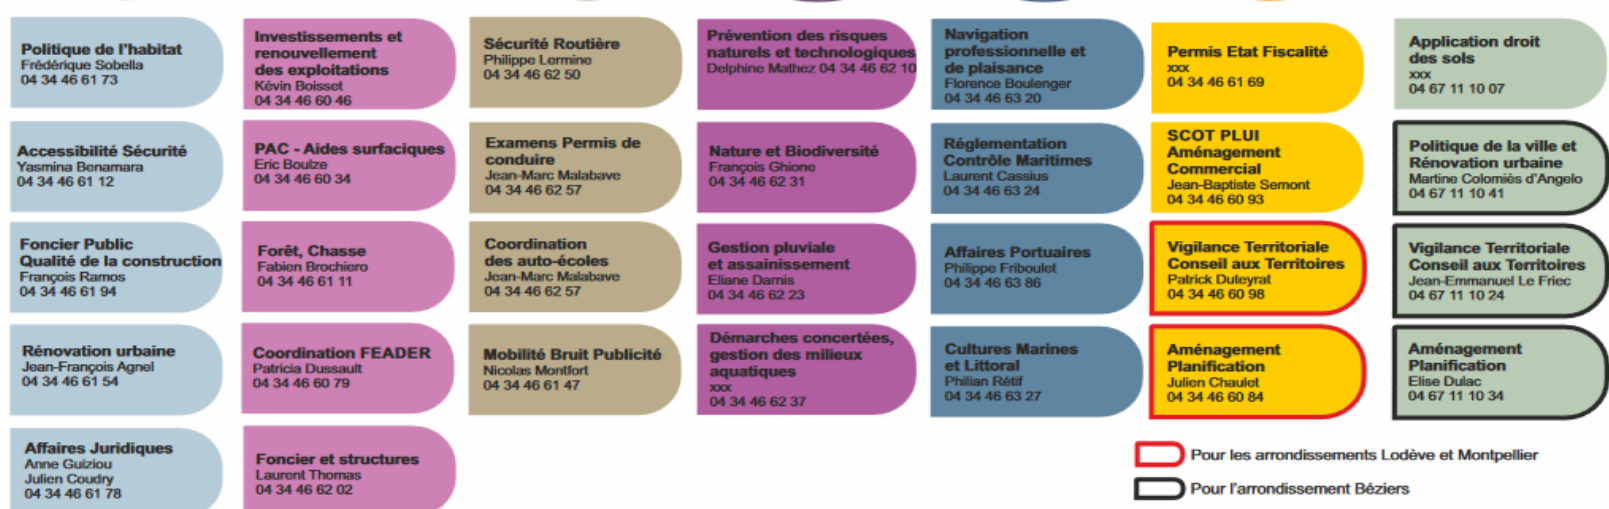 Politique de l'habitat
Frédérique Sobella
04 34 46 61 73
Accessibilité Sécurité
Yasmina Benamara
04 34 46 61 12
Foncier Public
Qualité de la construction
François Ramos
04 34 46 61 94
Rénovation urbaine
Jean-François Agnel
04 34 46 61 54
Affaires Juridiques
Anne Guiziou
Julien Coudry
04 34 46 61 78
Investissements et
renouvellement
des exploitations
Kévin Boisset
04 34 46 60 46
PAC - Aides surfaciques
Eric Boulze
04 34 46 60 34
Forêt, Chasse
Fabien Brochiero
04 34 46 61 11
Coordination FEADER
Patricia Dussault
04 34 46 60 79
Foncier et structures
Laurent Thomas
04 34 46 62 02
Sécurité Routière
Philippe Lermine
04 34 46 62 50
Examens Permis de
conduire
Jean-Marc Malabave
04 34 46 62 57
Coordination
des auto-écoles
Jean-Marc Malabave
04 34 46 62 57
Mobilité Bruit Publicité
Nicolas Montfort
04 34 46 61 47
Prévention des risques
naturels et technologiques
Delphine Mathez 04 34 46 62 10
Nature et Biodiversité
François Ghione
04 34 46 62 31
Gestion pluviale
et assainissement
Eliane Damis
04 34 46 62 23
Démarches concertées,
gestion des milieux
aquatiques
xxx
04 34 46 62 37
Navigation
professionnelle et
de plaisance
Florence Boulenger
04 34 46 63 20
Réglementation
Contrôle Maritimes
Laurent Cassius
04 34 46 63 24
Affaires Portuaires
Philippe Friboulet
04 34 46 63 86
Cultures Marines
et Littoral
Philian Rétif
04 34 46 63 27
Permis Etat Fiscalité
xxx
04 34 46 61 69
SCOT PLUI
Aménagement
Commercial
Jean-Baptiste Semont
04 34 46 60 93
Vigilance Territoriale
Conseil aux Territoires
Patrick Duteyrat
04 34 46 60 98
Aménagement
Planification
Julien Chaulet
04 34 46 60 84
Application droit
des sols
xxx
04 67 11 10 07
Politique de la ville et
Rénovation urbaine
Martine Colomiès d'Angelo
04 67 11 10 41
Vigilance Territoriale
Conseil aux Territoires
Jean-Emmanuel Le Friec
04 67 11 10 24
Aménagement
Planification
Elise Dulac
04 67 11 10 34
Pour les arrondissements Lodève et Montpellier
Pour l'arrondissement Béziers